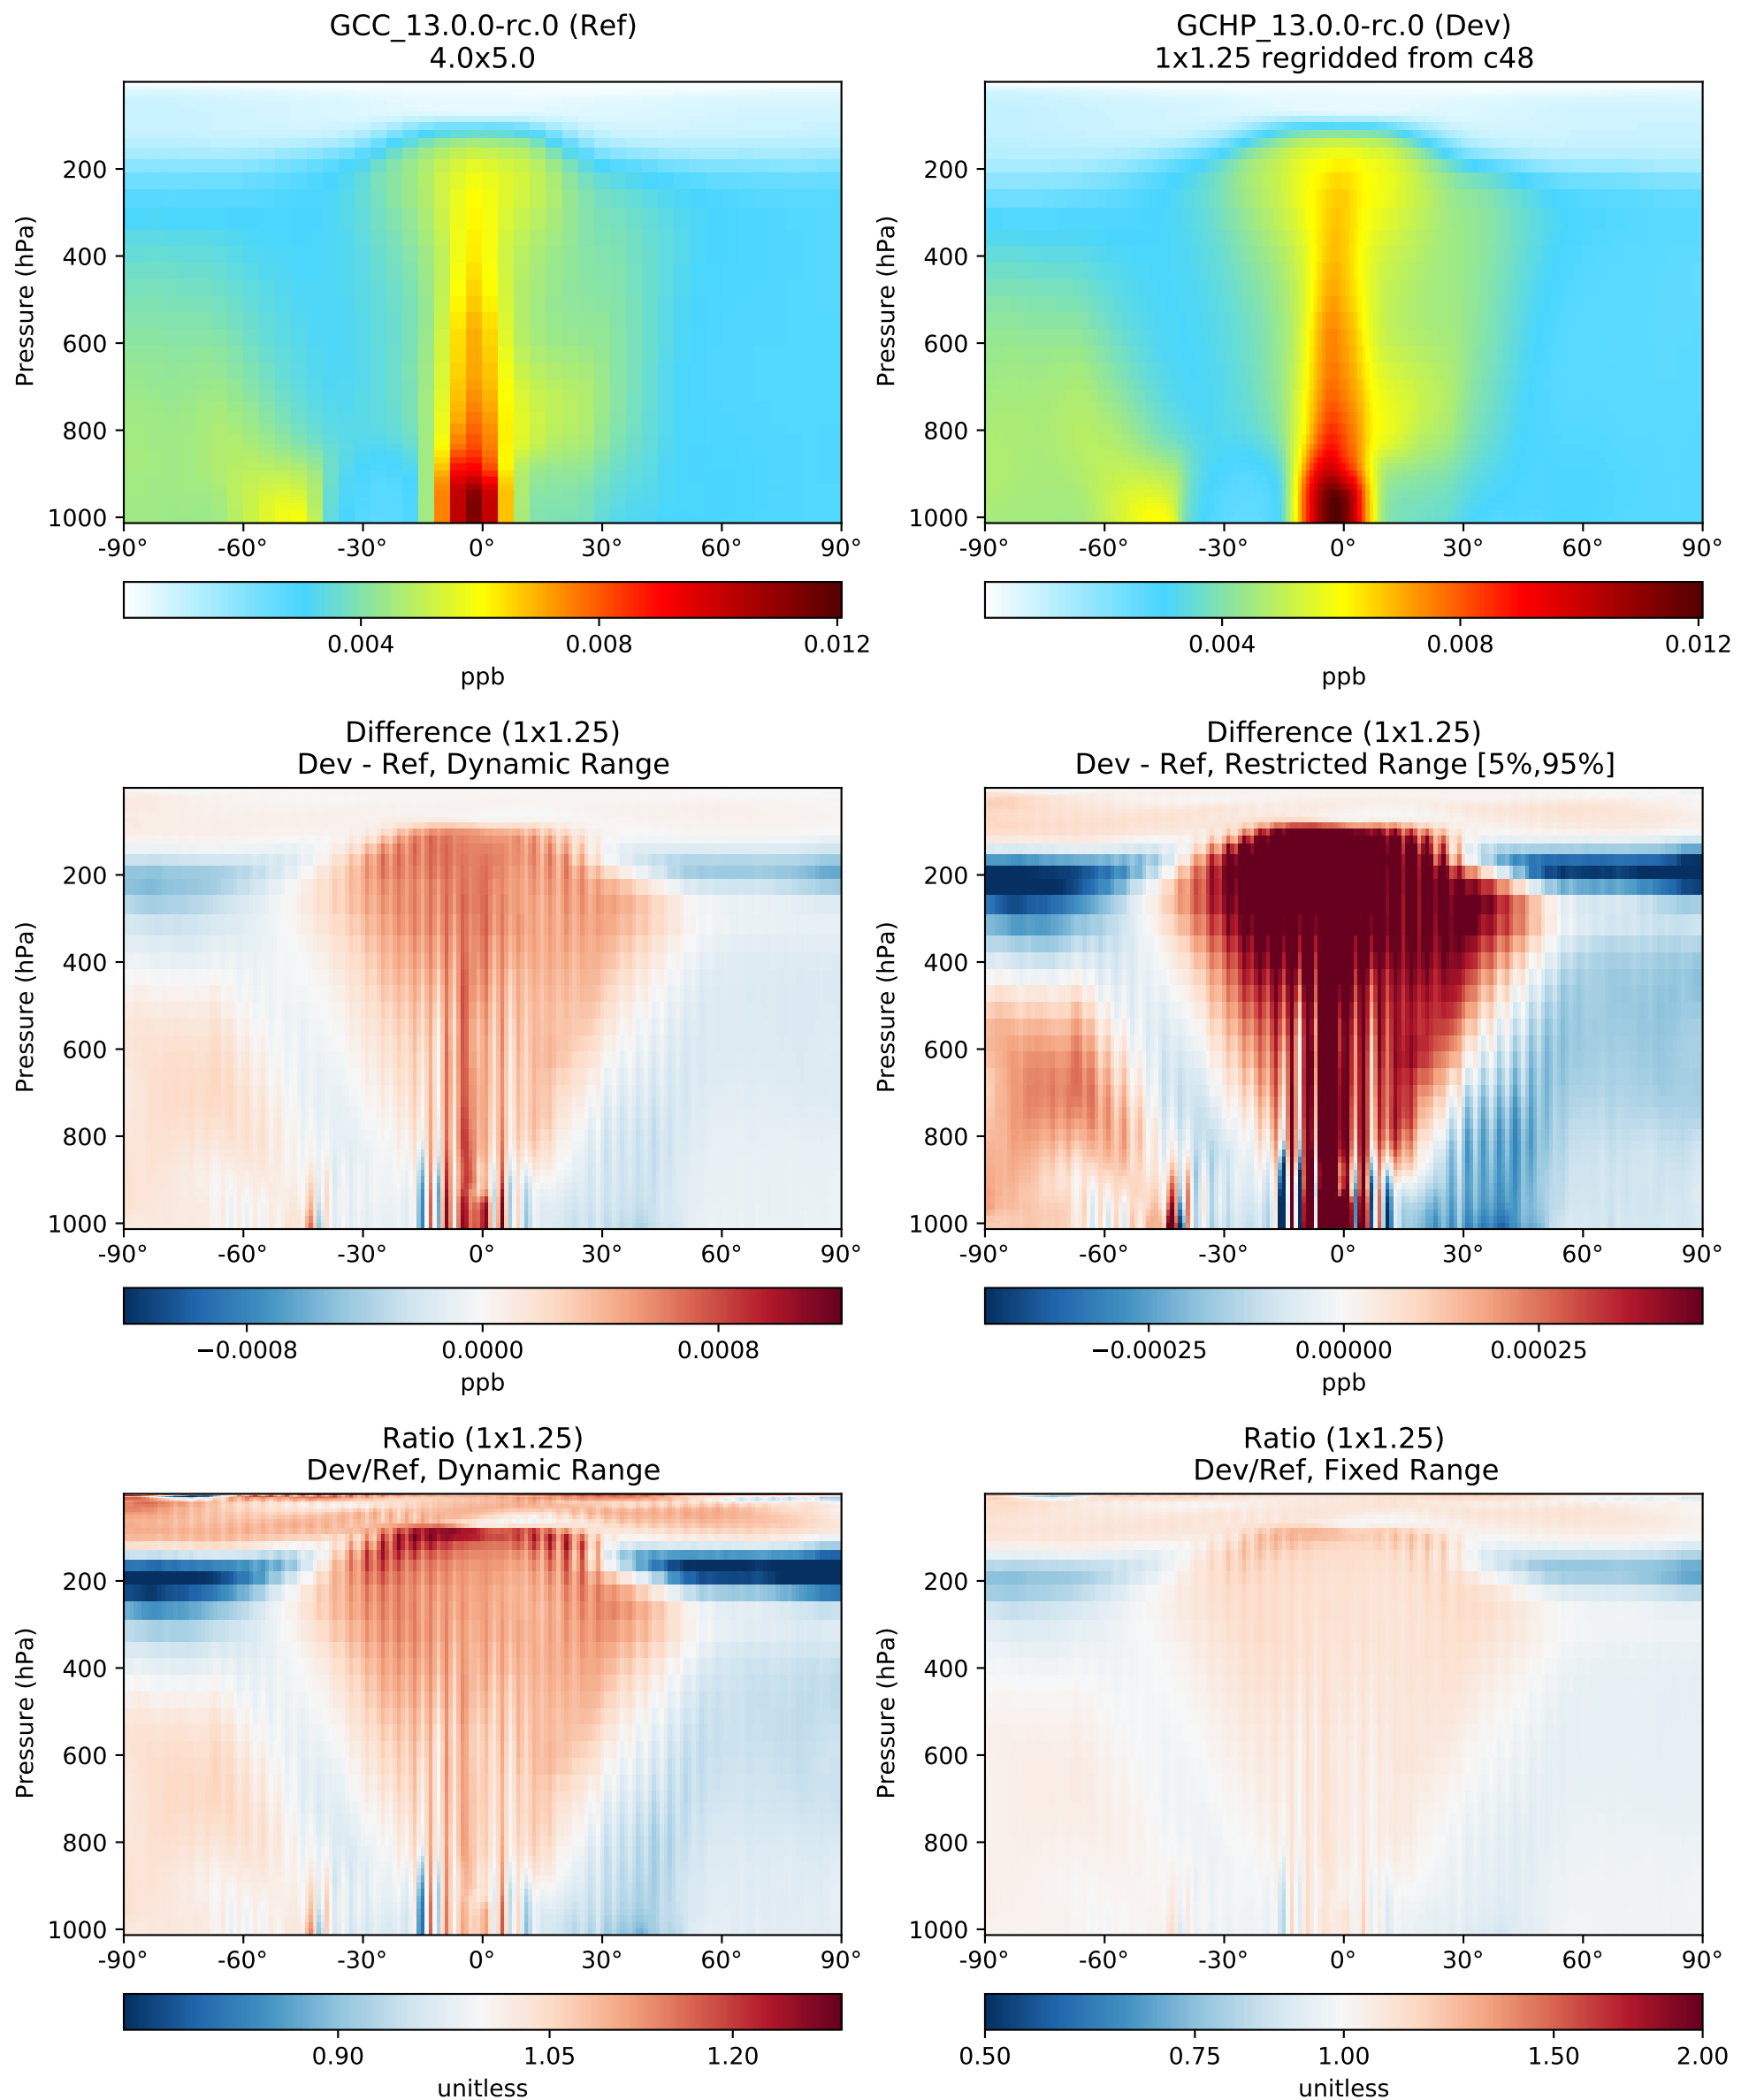 GCC_13.0.0-rc.0 (Ref)
4.0x5.0
Pressure (hPa)
200
400
600
800
1000
-90° -60° -30° 0° 30° 60° 90°
0.004 0.008 0.012
ppb
GCHP_13.0.0-rc.0 (Dev)
1x1.25 regridded from c48
Pressure (hPa)
200
400
600
800
1000
-90° -60° -30° 0° 30° 60° 90°
0.004 0.008 0.012
ppb
Difference (1x1.25)
Dev - Ref, Dynamic Range
Pressure (hPa)
200
400
600
800
1000
-90° -60° -30° 0° 30° 60° 90°
−0.0008 0.0000 0.0008
ppb
Difference (1x1.25)
Dev - Ref, Restricted Range [5%,95%]
Pressure (hPa)
200
400
600
800
1000
-90° -60° -30° 0° 30° 60° 90°
−0.00025 0.00000 0.00025
ppb
Ratio (1x1.25)
Dev/Ref, Dynamic Range
Pressure (hPa)
200
400
600
800
1000
-90° -60° -30° 0° 30° 60° 90°
0.90 1.05 1.20
unitless
Ratio (1x1.25)
Dev/Ref, Fixed Range
Pressure (hPa)
200
400
600
800
1000
-90° -60° -30° 0° 30° 60° 90°
0.50 0.75 1.00 1.50 2.00
unitless